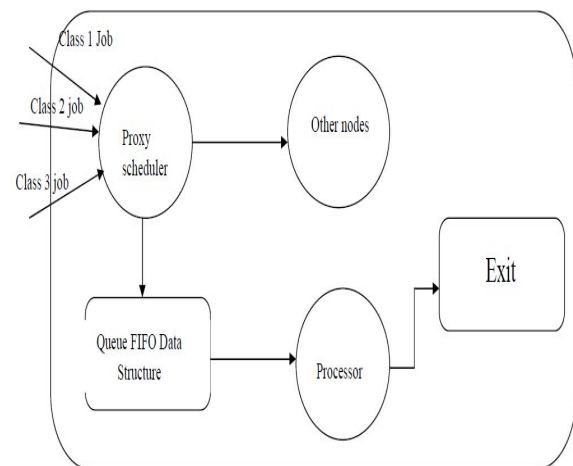 Class 1 Job
Class 2 job
Class 3 job
Proxy
scheduler
Other nodes
Queue FIFO Data
Structure
Processor
Exit